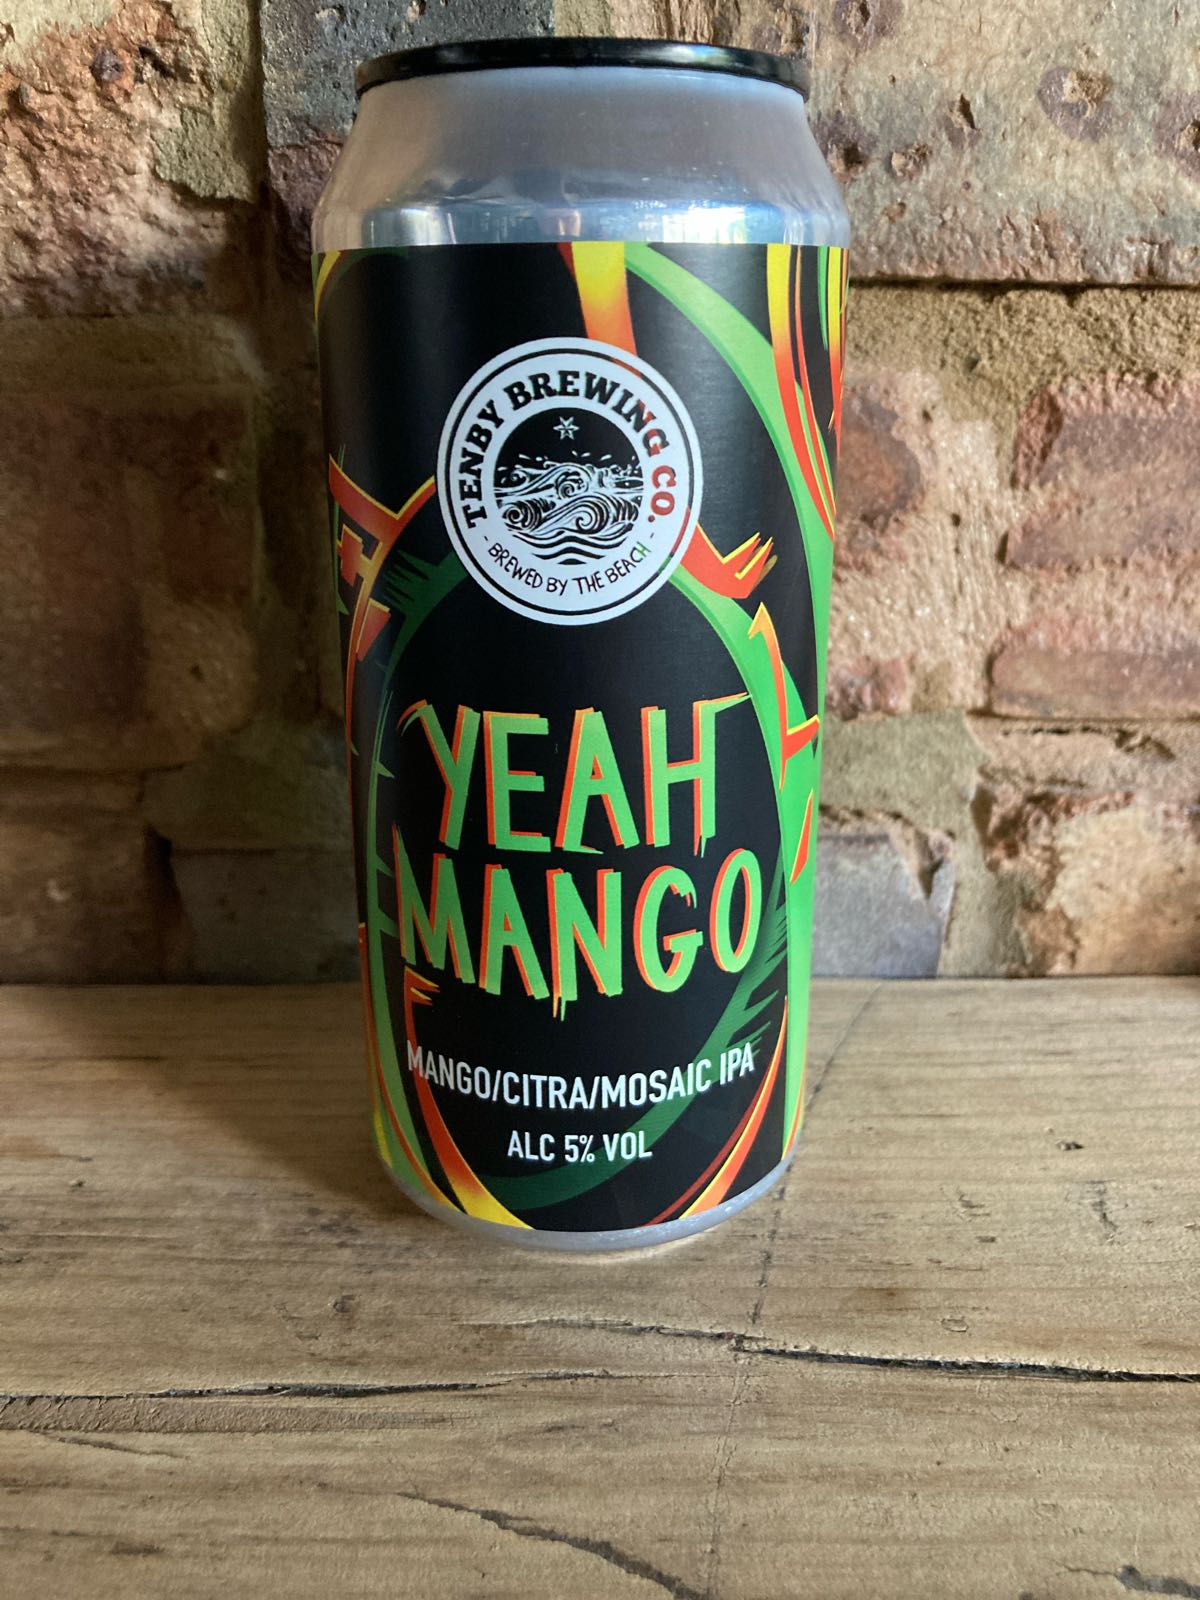 TENBY BREWING CO.
- BREWED BY THE BEACH -
YEAH
MANGO
MANGO/CITRA/MOSAIC IPA
ALC 5% VOL